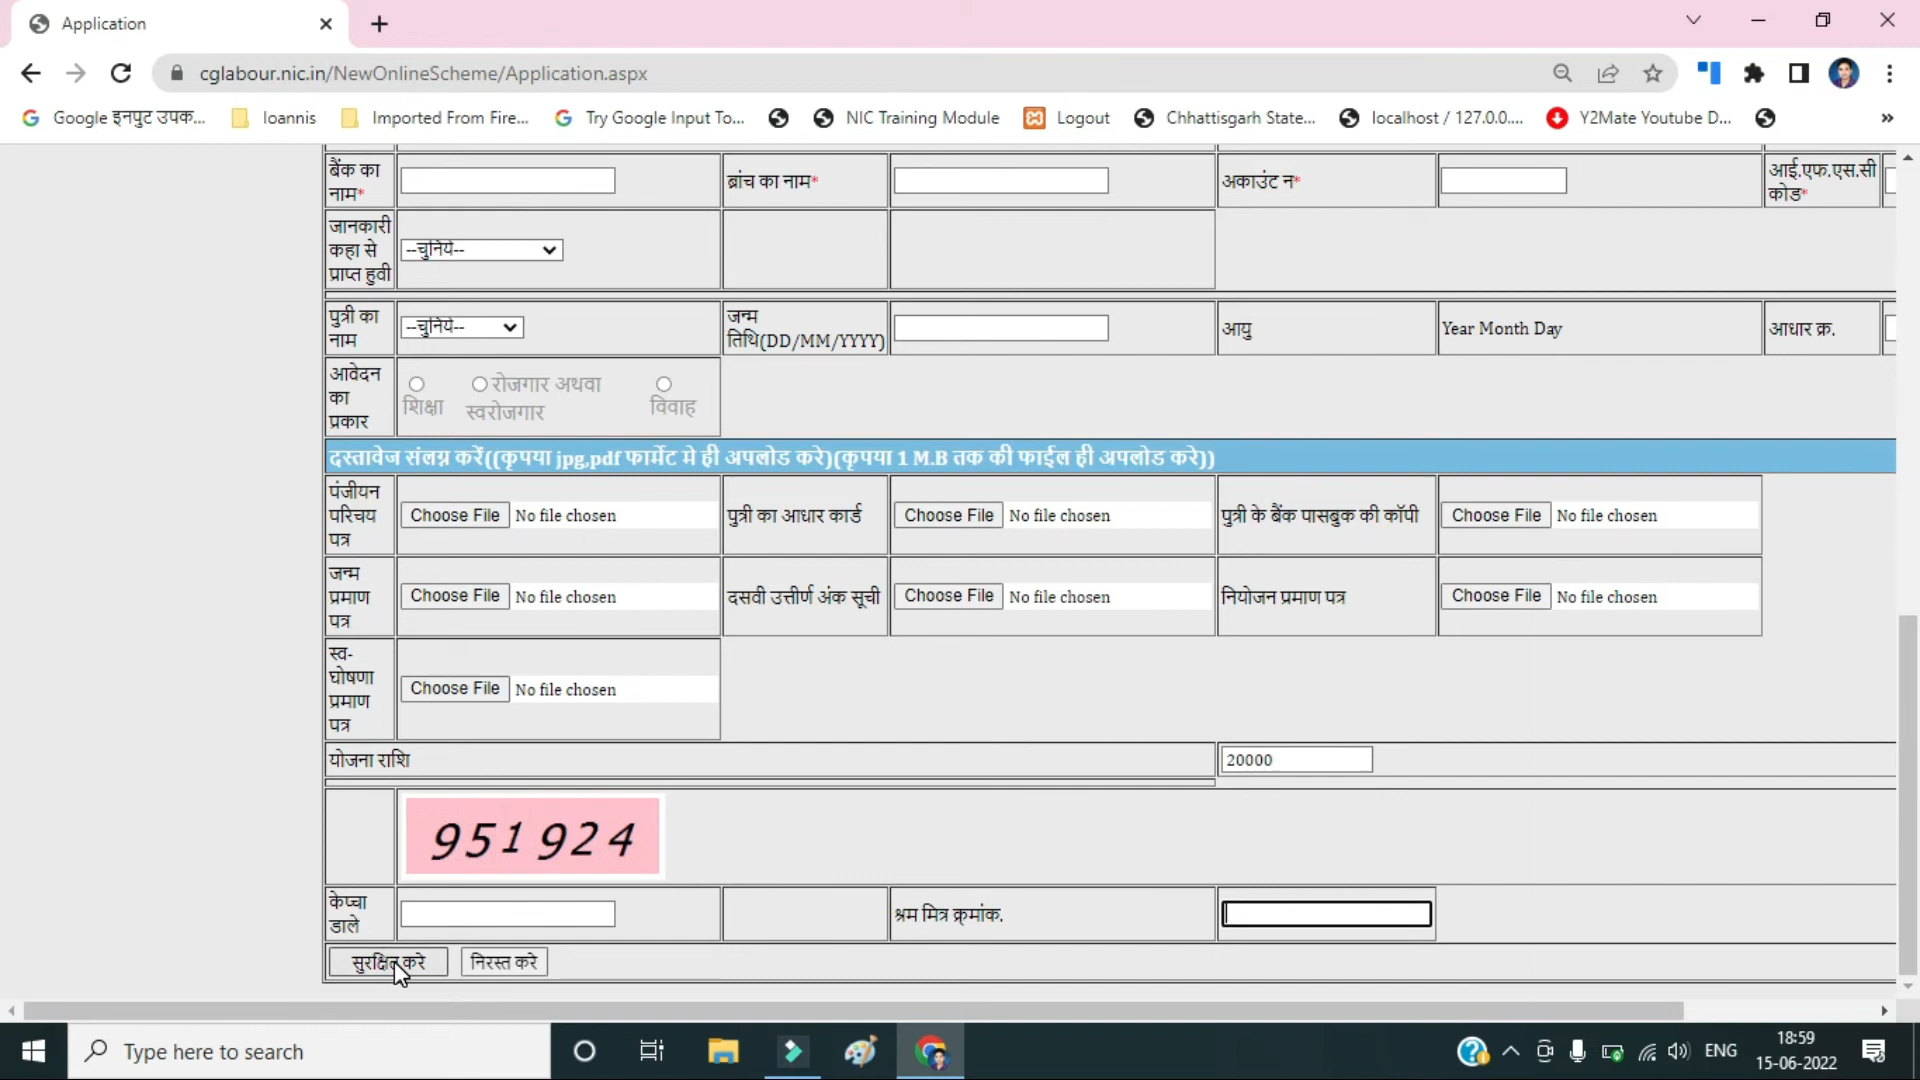 Application
cglabour.nic.in/NewOnlineScheme/Application.aspx
Google इनपुट उपक... Ioannis Imported From Fire... Try Google Input To... NIC Training Module Logout Chhattisgarh State... localhost / 127.0.0.... Y2Mate Youtube D... »
बैंक का नाम* ब्रांच का नाम* अकाउंट न* आई.एफ.एस.सी कोड*
जानकारी कहा से प्राप्त हुवी --चुनिये--
पुत्री का नाम --चुनिये-- जन्म तिथि(DD/MM/YYYY) आयु Year Month Day आधार क्र.
आवेदन का प्रकार शिक्षा रोजगार अथवा स्वरोजगार विवाह
दस्तावेज संलग्न करें((कृपया jpg,pdf फार्मेट मे ही अपलोड करे)(कृपया 1 M.B तक की फाईल ही अपलोड करे))
पंजीयन परिचय पत्र Choose File No file chosen पुत्री का आधार कार्ड Choose File No file chosen पुत्री के बैंक पासबुक की कॉपी Choose File No file chosen
जन्म प्रमाण पत्र Choose File No file chosen दसवी उत्तीर्ण अंक सूची Choose File No file chosen नियोजन प्रमाण पत्र Choose File No file chosen
स्व-घोषणा प्रमाण पत्र Choose File No file chosen
योजना राशि 20000
951924
केप्चा डाले श्रम मित्र क्र्मांक.
सुरक्षित करे निरस्त करे
Type here to search ENG 18:59
15-06-2022